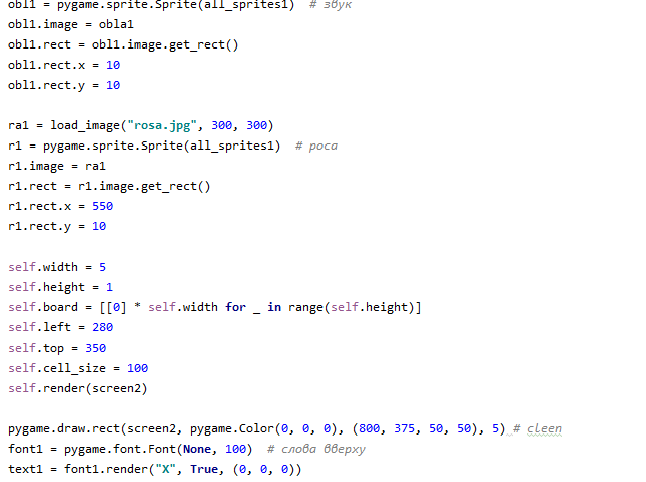 obl1 = pygame.sprite.Sprite(all_sprites1)  # звук
obl1.image = obla1
obl1.rect = obl1.image.get_rect()
obl1.rect.x = 10
obl1.rect.y = 10
ra1 = load_image("rosa.jpg", 300, 300)
r1 = pygame.sprite.Sprite(all_sprites1)  # роса
r1.image = ra1
r1.rect = r1.image.get_rect()
r1.rect.x = 550
r1.rect.y = 10
self.width = 5
self.height = 1
self.board = [[0] * self.width for _ in range(self.height)]
self.left = 280
self.top = 350
self.cell_size = 100
self.render(screen2)
pygame.draw.rect(screen2, pygame.Color(0, 0, 0), (800, 375, 50, 50), 5) # cleen
font1 = pygame.font.Font(None, 100)  # слова вверху
text1 = font1.render("X", True, (0, 0, 0))